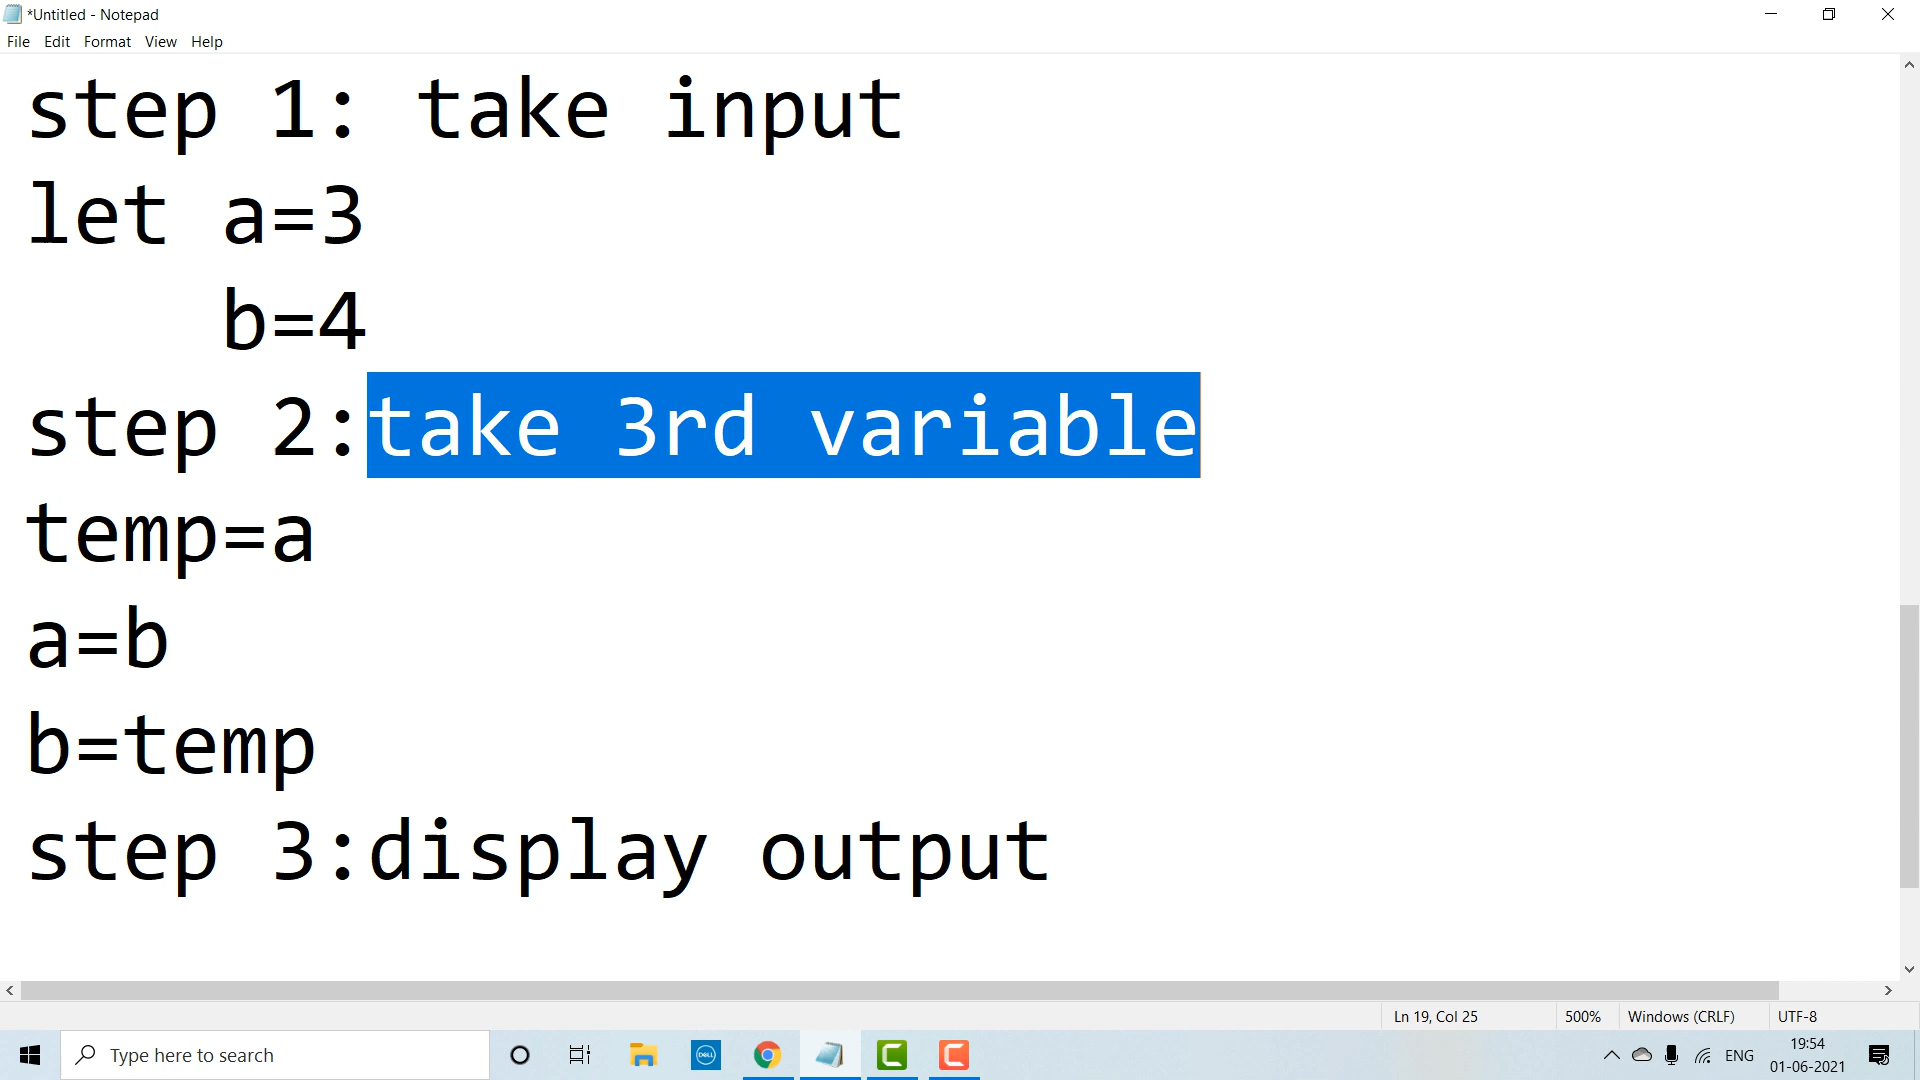 *Untitled - Notepad
File Edit Format View Help
step 1: take input
let a=3
    b=4
step 2:take 3rd variable
temp=a
a=b
b=temp
step 3:display output
Ln 19, Col 25 500% Windows (CRLF) UTF-8
Type here to search
DELL
ENG
19:54
01-06-2021